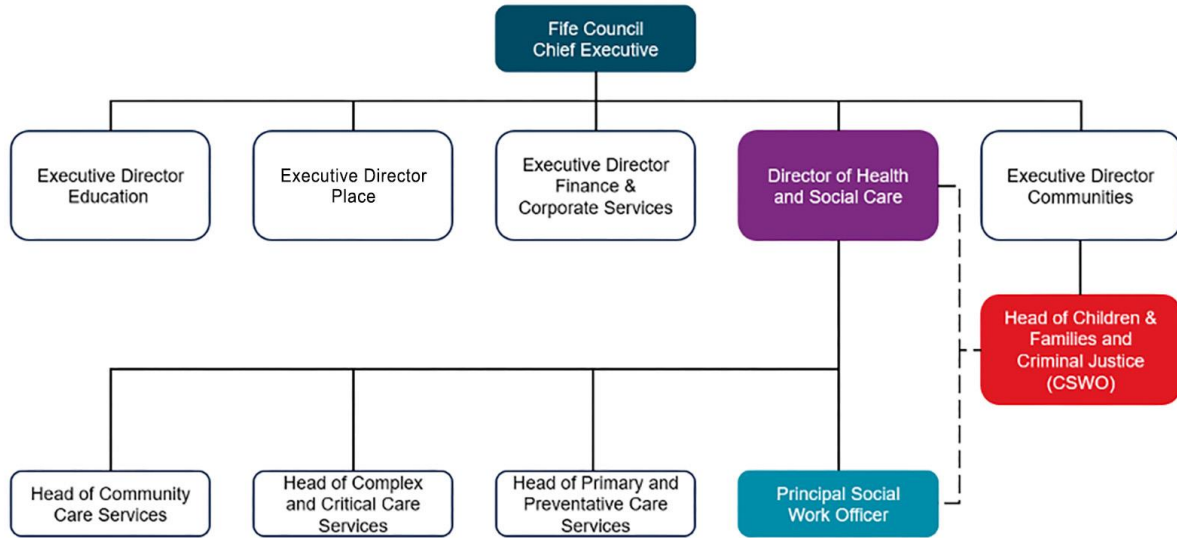 Fife Council
Chief Executive
Executive Director
Education
Executive Director
Place
Executive Director
Finance &
Corporate Services
Director of Health
and Social Care
Executive Director
Communities
Head of Children &
Families and
Criminal Justice
(CSWO)
Head of Community
Care Services
Head of Complex
and Critical Care
Services
Head of Primary and
Preventative Care
Services
Principal Social
Work Officer